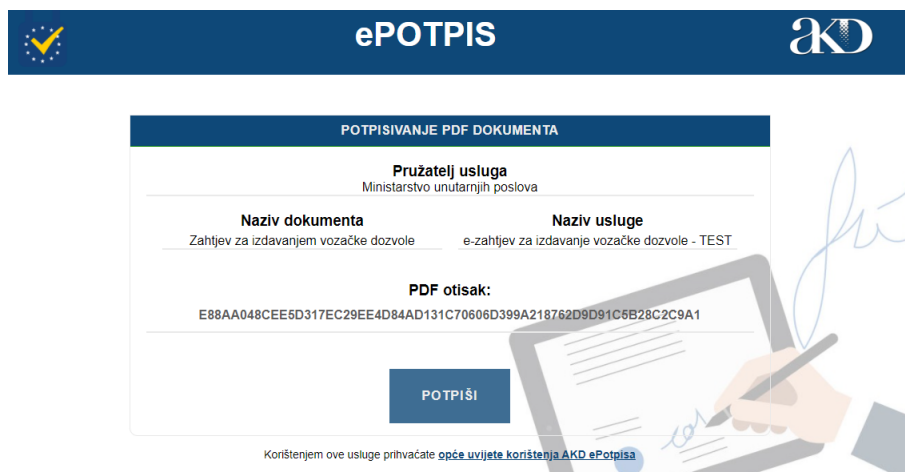 ePOTPIS
AKD
POTPISIVANJE PDF DOKUMENTA
Pružatelj usluga
Ministarstvo unutarnjih poslova
Naziv dokumenta
Zahtjev za izdavanjem vozačke dozvole
Naziv usluge
e-zahtjev za izdavanje vozačke dozvole - TEST
PDF otisak:
E88AA048CEE5D317EC29EE4D84AD131C70606D399A218762D9D91C5B28C2C9A1
POTPIŠI
Korištenjem ove usluge prihvaćate opće uvijete korištenja AKD ePotpisa